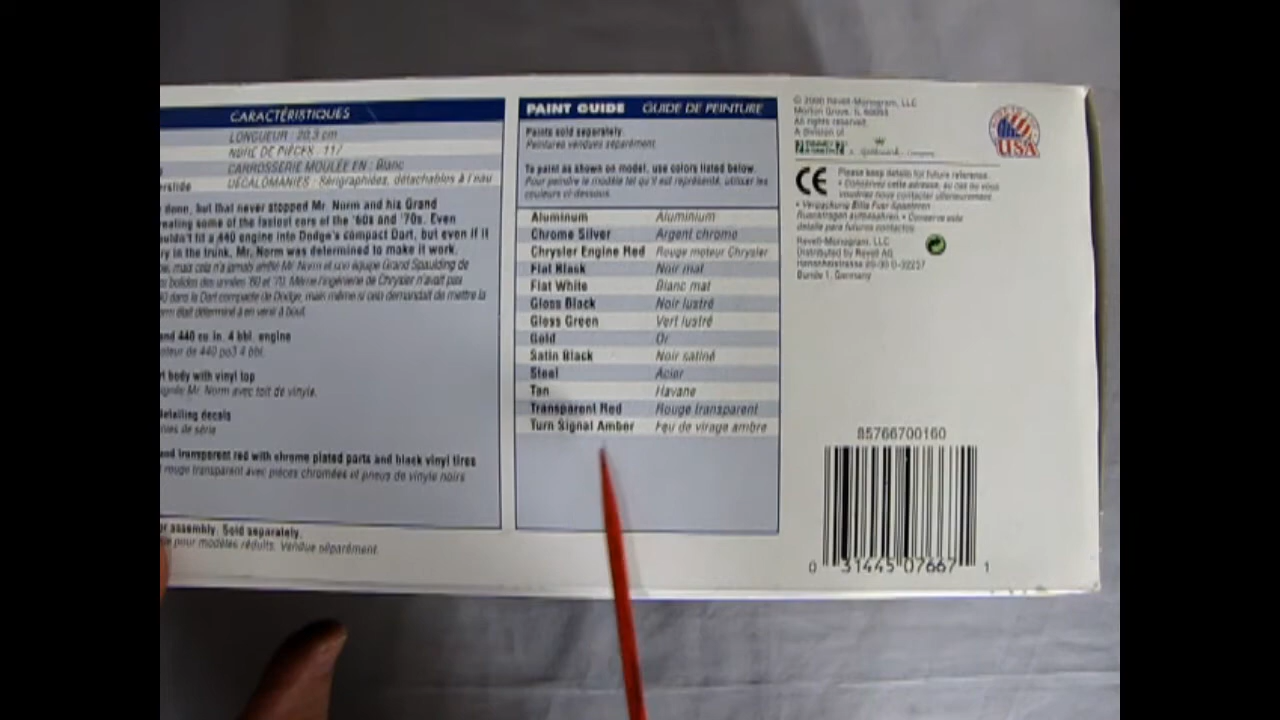 CARACTÉRISTIQUES
LONGUEUR : 20,3 cm
NBRE DE PIÈCES : 117
CARROSSERIE MOULÉE EN : Blanc
DÉCALOMANIES : Sérigraphiées, détachables à l'eau
done, but that never stopped Mr. Norm and his Grand
eating some of the fastest cars of the '60s and '70s. Even
uldn't fit a 440 engine into Dodge's compact Dart, but even if it
ry in the trunk, Mr. Norm was determined to make it work.
mais cela n'a jamais arrêté Mr. Norm et son équipe Grand Spaulding de
bolides des années '60 et '70. Même l'ingénierie de Chrysler n'avait pas
dans la Dart compacte de Dodge, mais même si cela demandait de mettre la
orm était déterminé à en venir à bout.
and 440 cu in. 4 bbl. engine
oteur de 440 po3 4 bbl.
t body with vinyl top
Mr. Norm avec toit de vinyle.
detailing decals
de série
and transparent red with chrome plated parts and black vinyl tires
rouge transparent avec pièces chromées et pneus de vinyle noirs
or assembly. Sold separately.
pour modèles réduits. Vendue séparément.
PAINT GUIDE GUIDE DE PEINTURE
Paints sold separately.
Peintures vendues séparément.
To paint as shown on model, use colors listed below.
Pour peindre le modèle tel qu'il est représenté, utiliser les
couleurs ci-dessous.
Aluminum Aluminium
Chrome Silver Argent chrome
Chrysler Engine Red Rouge moteur Chrysler
Flat Black Noir mat
Flat White Blanc mat
Gloss Black Noir lustré
Gloss Green Vert lustré
Gold Or
Satin Black Noir satiné
Steel Acier
Tan Havane
Transparent Red Rouge transparent
Turn Signal Amber Feu de virage ambre
© 2000 Revell-Monogram, LLC
Morton Grove, IL 60053
All rights reserved.
A division of
USA
CE
Please keep details for future reference.
• Conservez cette adresse, au cas ou vous
voudriez nous contacter ulterieurement
• Verpackung Bitte Fuer Spaeteren
Rueckfragen aufbewahren. • Conserve este
detalle para futuros contactos
Revell-Monogram, LLC
Distributed by Revell AG
Henschelstrasse 20-30 D-32257
Bunde 1, Germany
85766700160
0 31445 07667 1